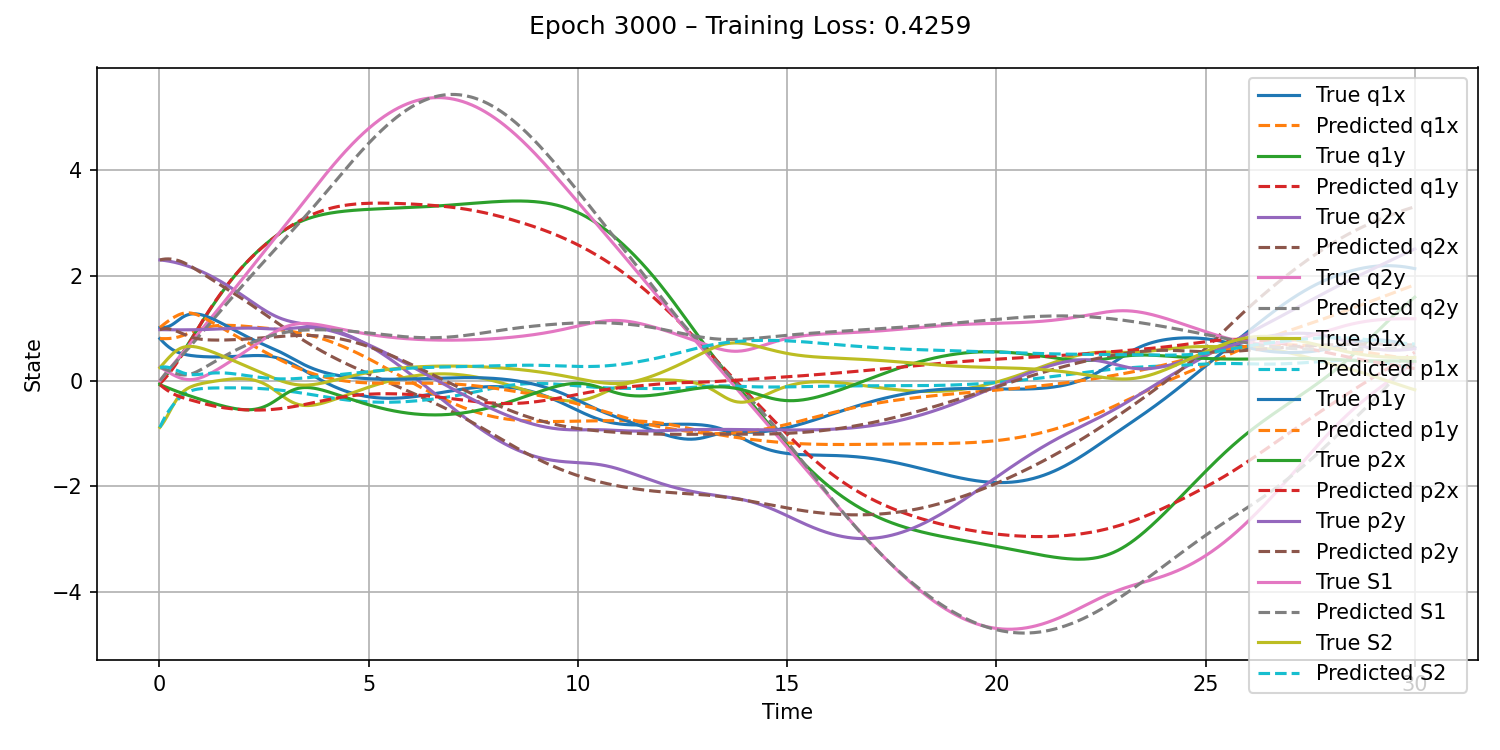 Epoch 3000 – Training Loss: 0.4259
State
4
2
0
−2
−4
0
5
10
15
20
25
30
Time
True q1x
Predicted q1x
True q1y
Predicted q1y
True q2x
Predicted q2x
True q2y
Predicted q2y
True p1x
Predicted p1x
True p1y
Predicted p1y
True p2x
Predicted p2x
True p2y
Predicted p2y
True S1
Predicted S1
True S2
Predicted S2